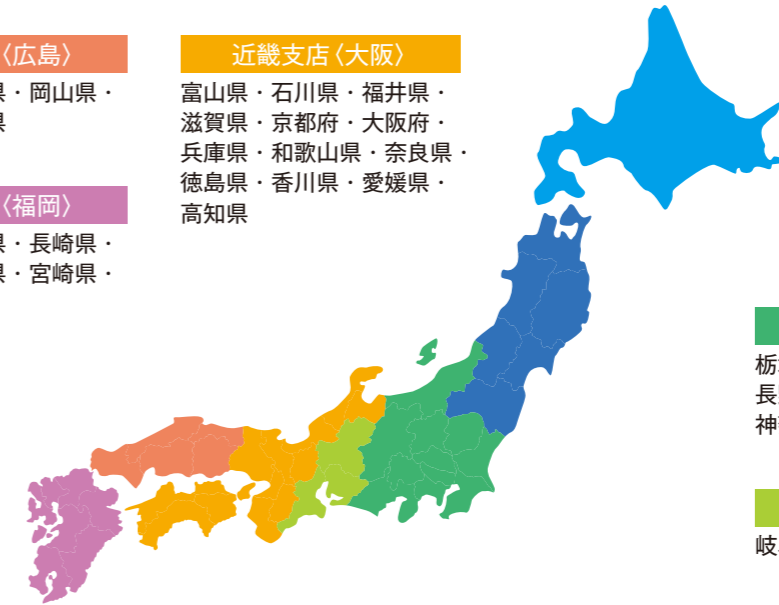 〈広島〉
県・岡山県・
県
〈福岡〉
県・長崎県・
県・宮崎県・
近畿支店〈大阪〉
富山県・石川県・福井県・
滋賀県・京都府・大阪府・
兵庫県・和歌山県・奈良県・
徳島県・香川県・愛媛県・
高知県
栃
長
神
岐